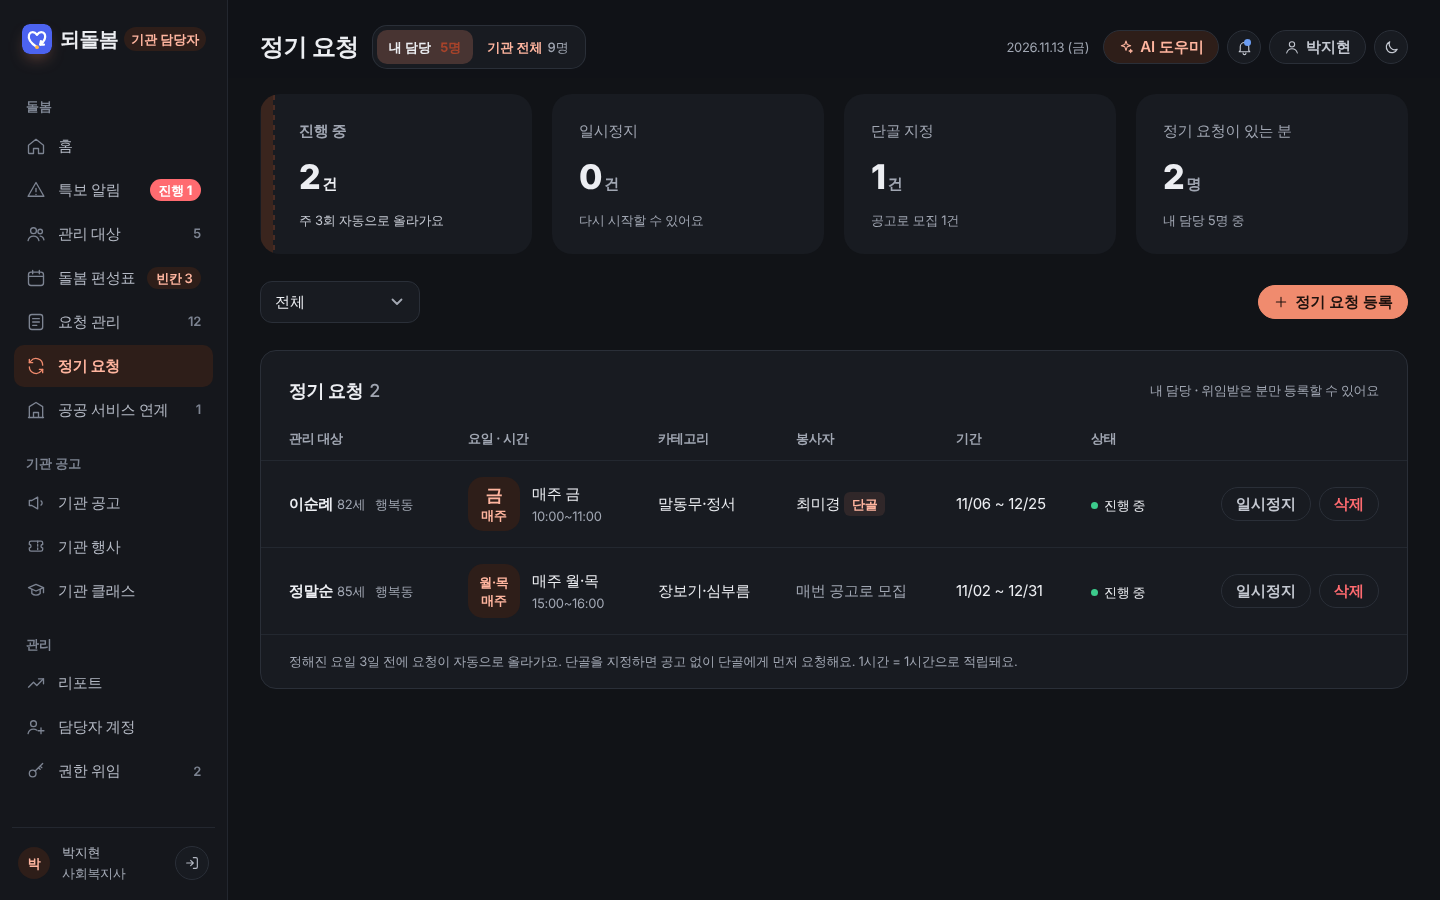 되돌봄 기관 담당자
돌봄
홈
특보 알림 진행 1
관리 대상 5
돌봄 편성표 빈칸 3
요청 관리 12
정기 요청
공공 서비스 연계 1
기관 공고
기관 공고
기관 행사
기관 클래스
관리
리포트
담당자 계정
권한 위임 2
박 박지현
사회복지사
정기 요청 내 담당 5명 기관 전체 9명 2026.11.13 (금) AI 도우미 박지현
진행 중
2건
주 3회 자동으로 올라가요
일시정지
0건
다시 시작할 수 있어요
단골 지정
1건
공고로 모집 1건
정기 요청이 있는 분
2명
내 담당 5명 중
전체
정기 요청 등록
정기 요청 2 내 담당 · 위임받은 분만 등록할 수 있어요
관리 대상 요일 · 시간 카테고리 봉사자 기간 상태
이순례 82세 행복동 금 매주 매주 금 10:00~11:00 말동무·정서 최미경 단골 11/06 ~ 12/25 진행 중 일시정지 삭제
정말순 85세 행복동 월·목 매주 매주 월·목 15:00~16:00 장보기·심부름 매번 공고로 모집 11/02 ~ 12/31 진행 중 일시정지 삭제
정해진 요일 3일 전에 요청이 자동으로 올라가요. 단골을 지정하면 공고 없이 단골에게 먼저 요청해요. 1시간 = 1시간으로 적립돼요.